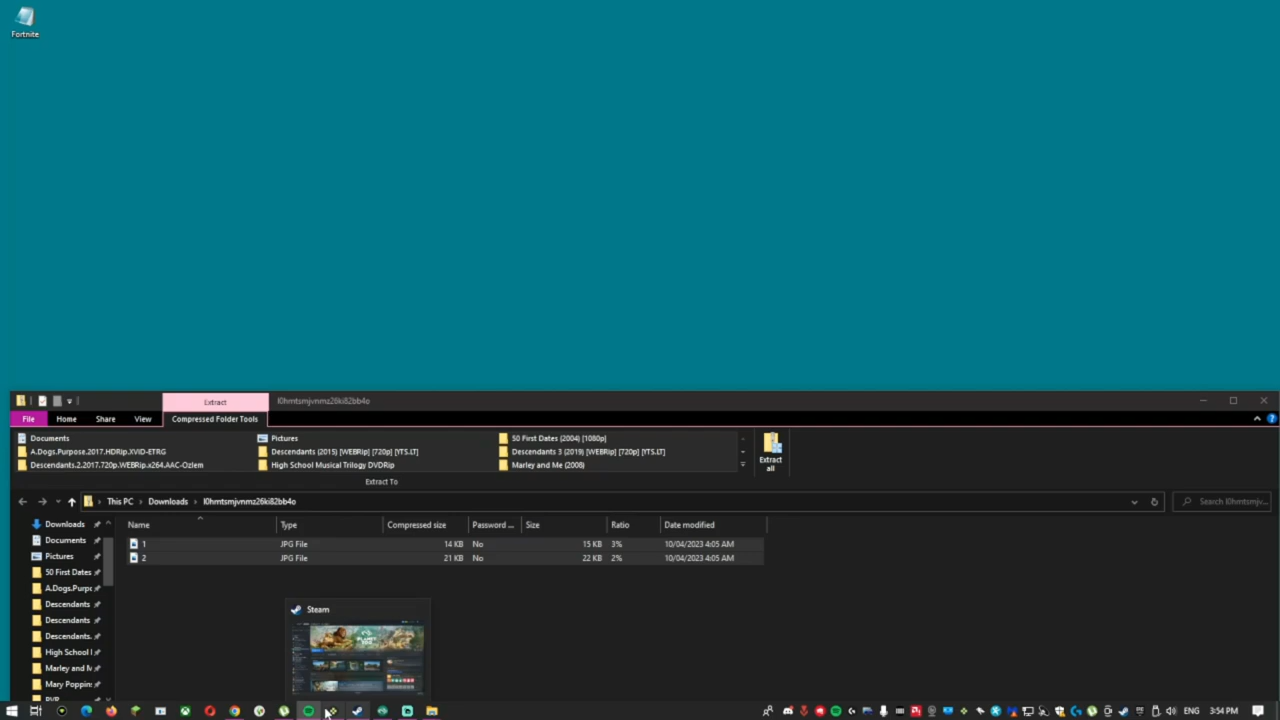 Fortnite
Extract
l0hmtsmjvnmz26ki82bb4o
File Home Share View Compressed Folder Tools
Documents Pictures 50 First Dates (2004) [1080p]
A.Dogs.Purpose.2017.HDRip.XVID-ETRG Descendants (2015) [WEBRip] [720p] [YTS.LT] Descendants 3 (2019) [WEBRip] [720p] [YTS.LT]
Descendants.2.2017.720p.WEBRip.x264.AAC-Ozlem High School Musical Trilogy DVDRip Marley and Me (2008)
Extract
all
Extract To
This PC Downloads l0hmtsmjvnmz26ki82bb4o Search l0hmtsmjv...
Downloads
Documents
Pictures
50 First Dates
A.Dogs.Purpc
Descendants
Descendants
Descendants.
High School I
Marley and M
Mary Poppin:
Name Type Compressed size Password ... Size Ratio Date modified
1 JPG File 14 KB No 15 KB 3% 10/04/2023 4:05 AM
2 JPG File 21 KB No 22 KB 2% 10/04/2023 4:05 AM
Steam
PLANET ZOO
ENG 3:54 PM